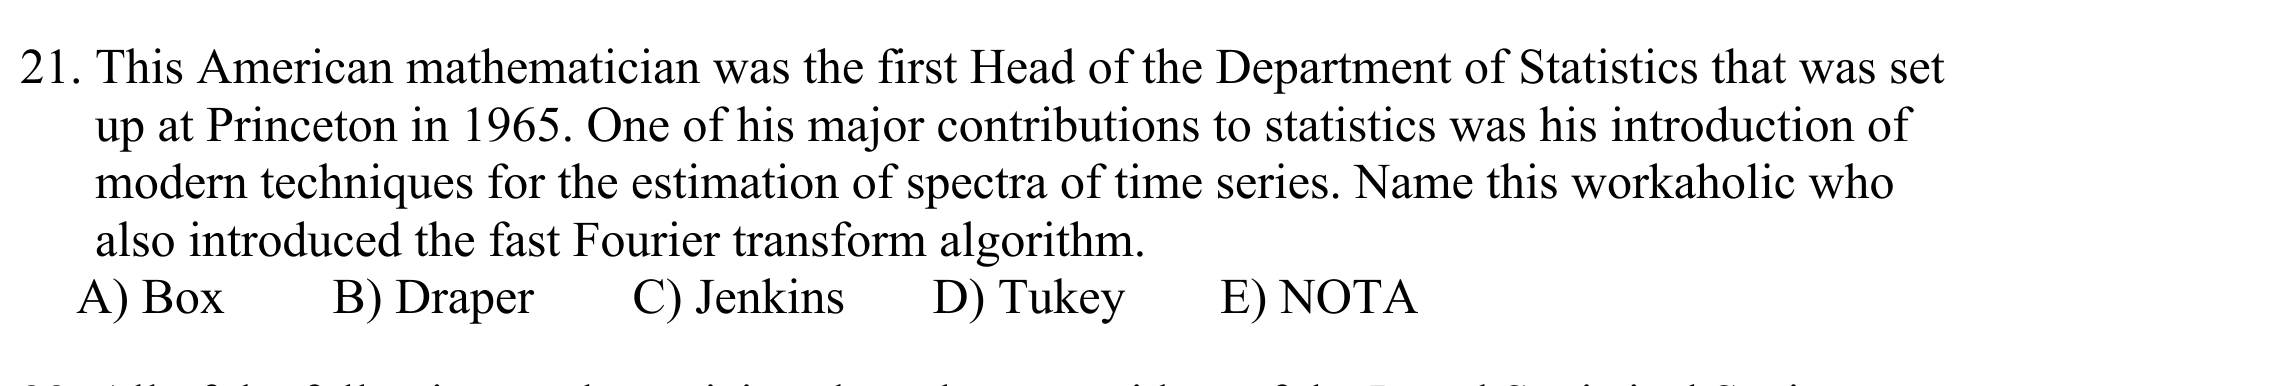 21. This American mathematician was the first Head of the Department of Statistics that was set
up at Princeton in 1965. One of his major contributions to statistics was his introduction of
modern techniques for the estimation of spectra of time series. Name this workaholic who
also introduced the fast Fourier transform algorithm.
A) Box B) Draper C) Jenkins D) Tukey E) NOTA